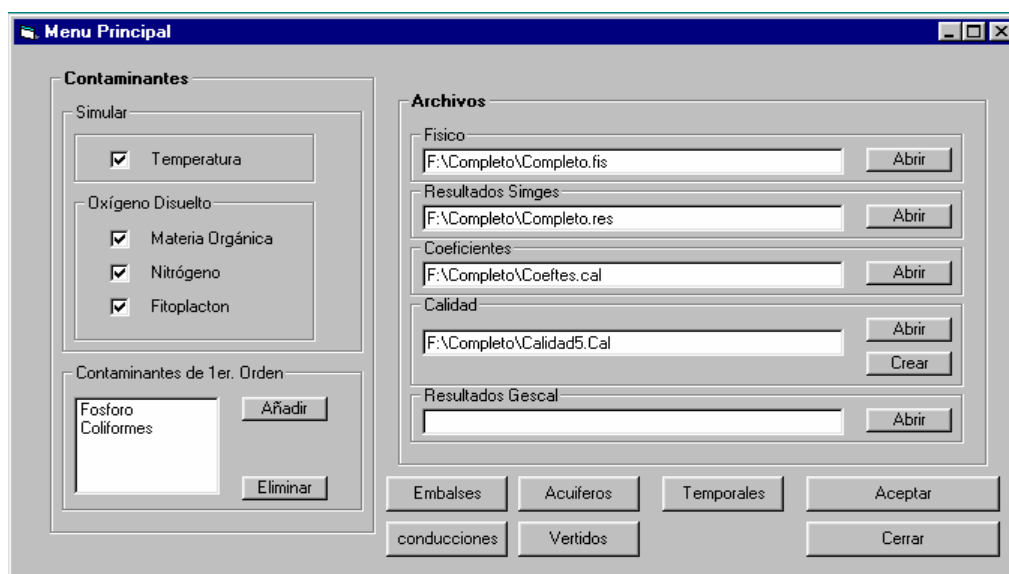 Menu Principal
Contaminantes
Simular
Temperatura
Oxígeno Disuelto
Materia Orgánica
Nitrógeno
Fitoplacton
Contaminantes de 1er. Orden
Fosforo
Coliformes
Añadir
Eliminar
Archivos
Fisico
F:\Completo\Completo.fis
Abrir
Resultados Simges
F:\Completo\Completo.res
Abrir
Coeficientes
F:\Completo\Coeftes.cal
Abrir
Calidad
F:\Completo\Calidad5.Cal
Abrir
Crear
Resultados Gescal
Abrir
Embalses
Acuiferos
Temporales
Aceptar
conducciones
Vertidos
Cerrar